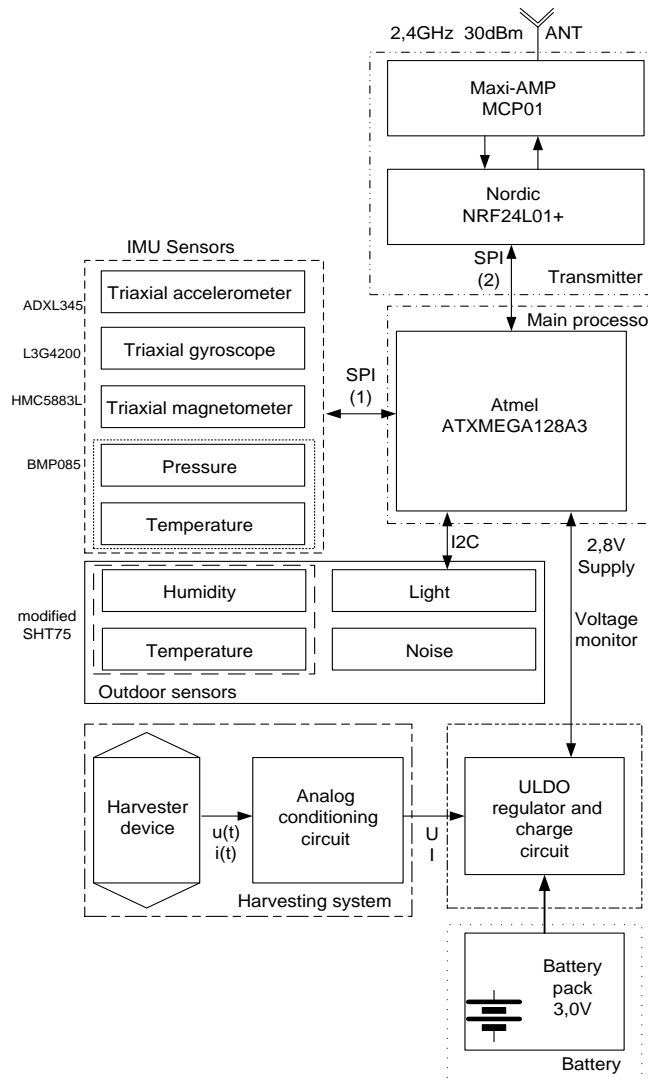 2,4GHz 30dBm ANT
Maxi-AMP
MCP01
Nordic
NRF24L01+
SPI
(2)
Transmitter
IMU Sensors
ADXL345
Triaxial accelerometer
L3G4200
Triaxial gyroscope
HMC5883L
Triaxial magnetometer
BMP085
Pressure
Temperature
SPI
(1)
Main processo
Atmel
ATXMEGA128A3
I2C
2,8V
Supply
Voltage
monitor
modified
SHT75
Humidity
Temperature
Light
Noise
Outdoor sensors
Harvester
device
u(t)
i(t)
Analog
conditioning
circuit
Harvesting system
U
I
ULDO
regulator and
charge
circuit
Battery
pack
3,0V
Battery